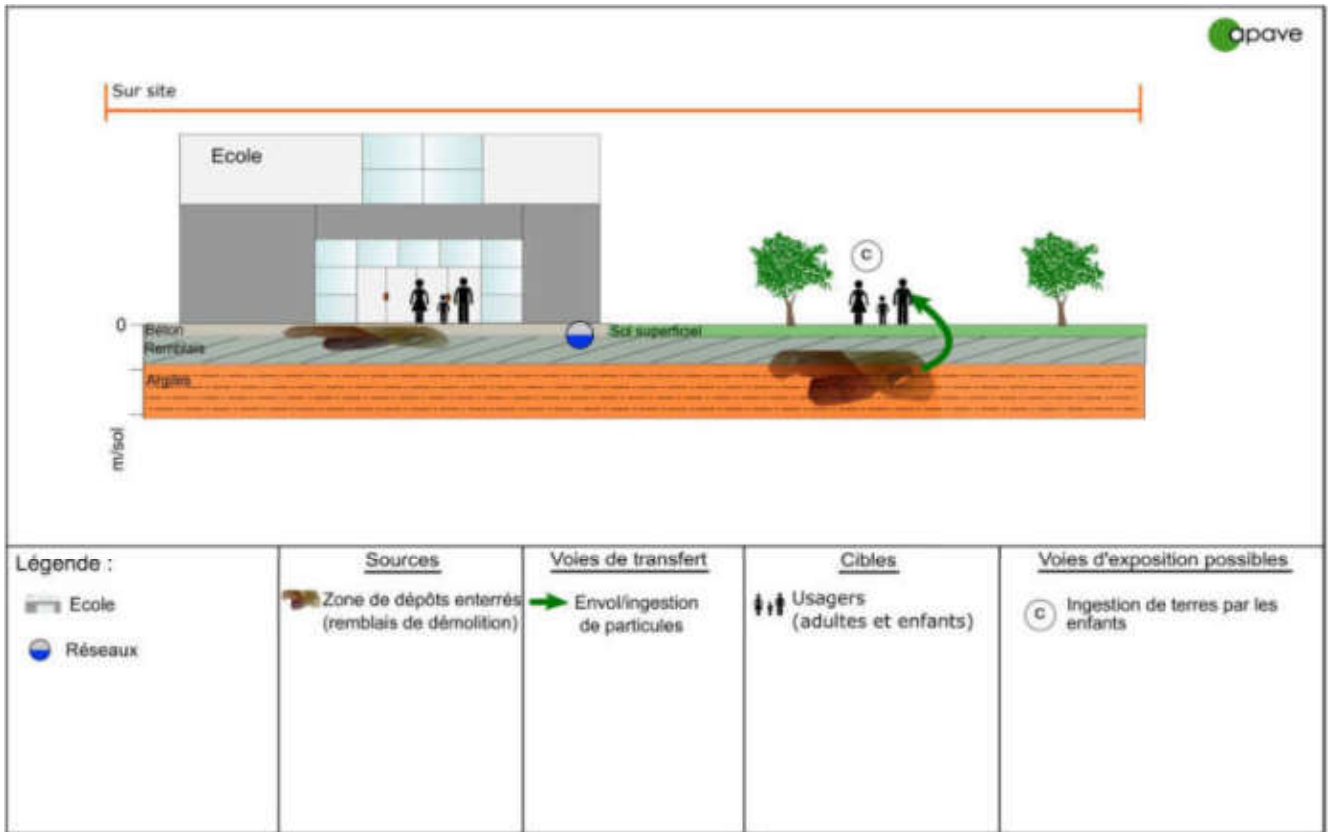 apave
Sur site
Ecole
C
0
Béton
Sol superficiel
Remblais
Argiles
m/sol
Légende :
Ecole
Réseaux
Sources
Zone de dépôts enterrés
(remblais de démolition)
Voies de transfert
Envol/ingestion
de particules
Cibles
Usagers
(adultes et enfants)
Voies d'exposition possibles
C
Ingestion de terres par les
enfants